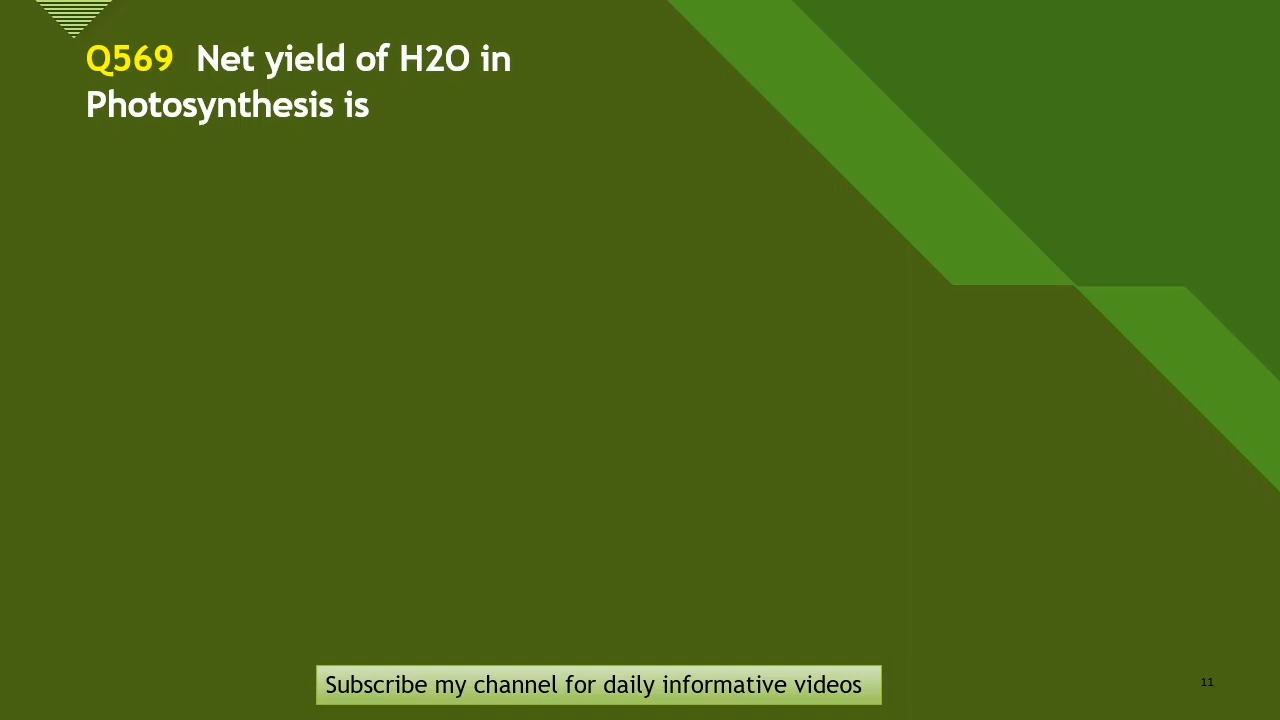 Q569 Net yield of H2O in
Photosynthesis is
Subscribe my channel for daily informative videos
11